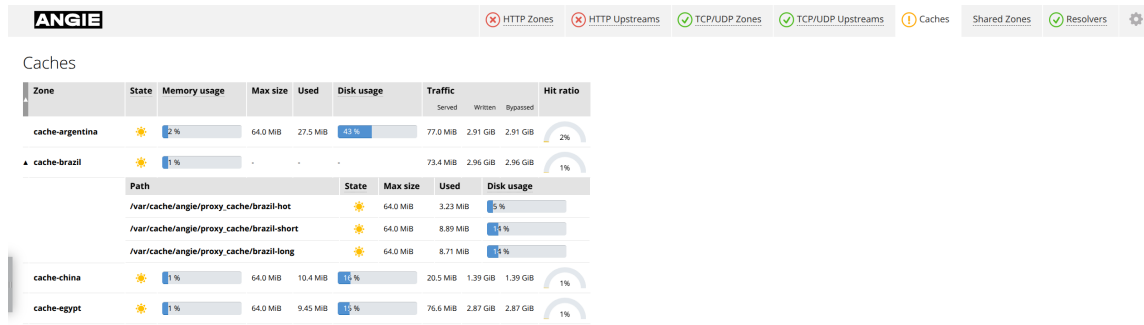 ANGIE HTTP Zones HTTP Upstreams TCP/UDP Zones TCP/UDP Upstreams Caches Shared Zones Resolvers
Caches
Zone State Memory usage Max size Used Disk usage Traffic Hit ratio
Served Written Bypassed
cache-argentina 2 % 64.0 MiB 27.5 MiB 43 % 77.0 MiB 2.91 GiB 2.91 GiB 2%
▲ cache-brazil 1 % - - - 73.4 MiB 2.96 GiB 2.96 GiB 1%
Path State Max size Used Disk usage
/var/cache/angie/proxy_cache/brazil-hot 64.0 MiB 3.23 MiB 5 %
/var/cache/angie/proxy_cache/brazil-short 64.0 MiB 8.89 MiB 14 %
/var/cache/angie/proxy_cache/brazil-long 64.0 MiB 8.71 MiB 14 %
cache-china 1 % 64.0 MiB 10.4 MiB 16 % 20.5 MiB 1.39 GiB 1.39 GiB 1%
cache-egypt 1 % 64.0 MiB 9.45 MiB 15 % 76.6 MiB 2.87 GiB 2.87 GiB 1%